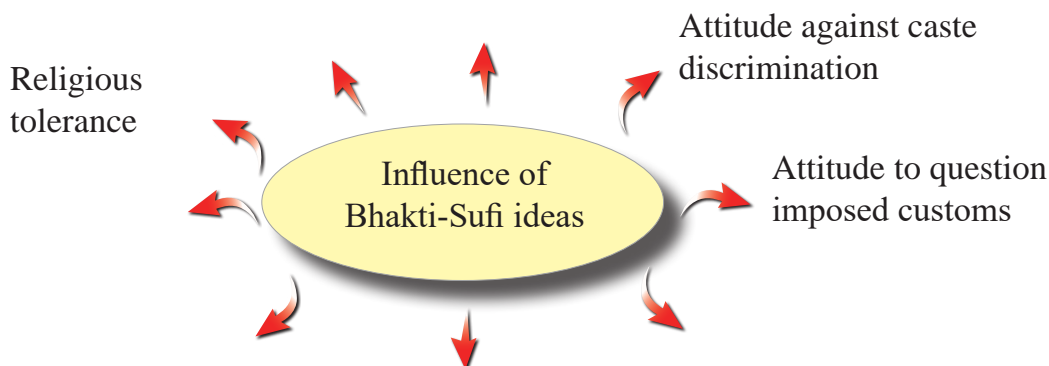 Attitude against caste
discrimination
Religious
tolerance
Influence of
Bhakti-Sufi ideas
Attitude to question
imposed customs